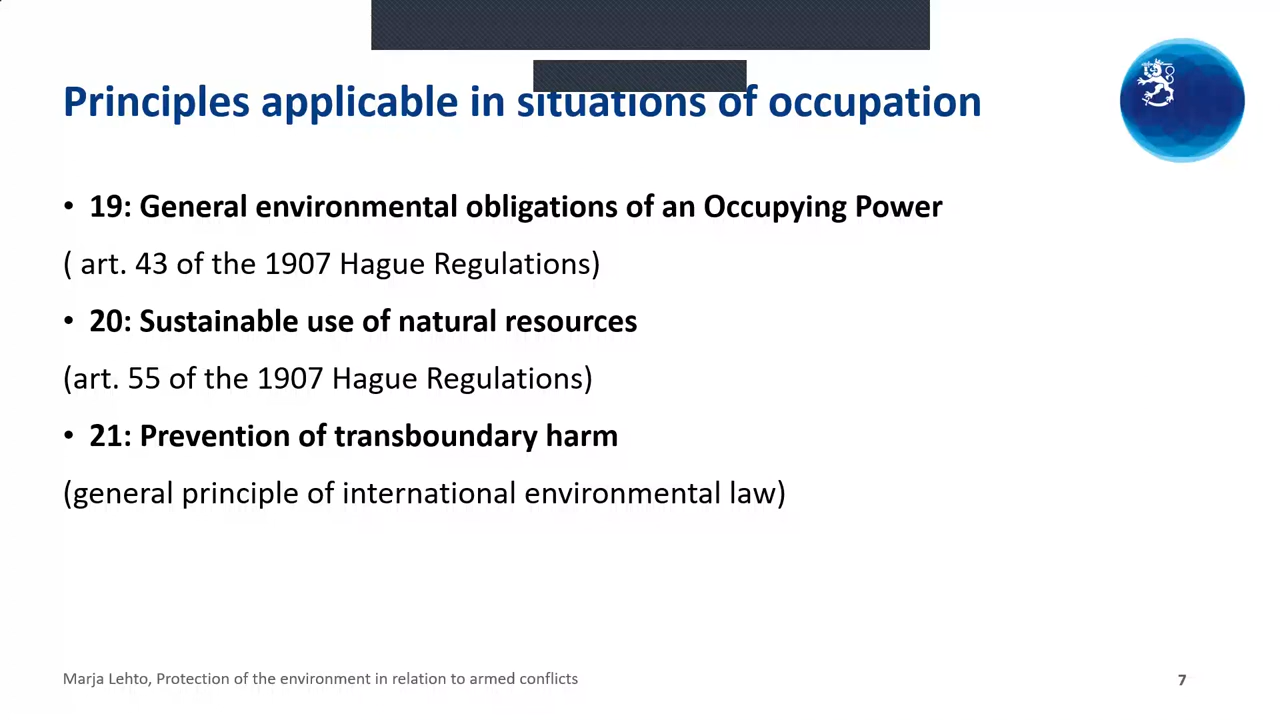 Principles applicable in situations of occupation
• 19: General environmental obligations of an Occupying Power
( art. 43 of the 1907 Hague Regulations)
• 20: Sustainable use of natural resources
(art. 55 of the 1907 Hague Regulations)
• 21: Prevention of transboundary harm
(general principle of international environmental law)
Marja Lehto, Protection of the environment in relation to armed conflicts
7